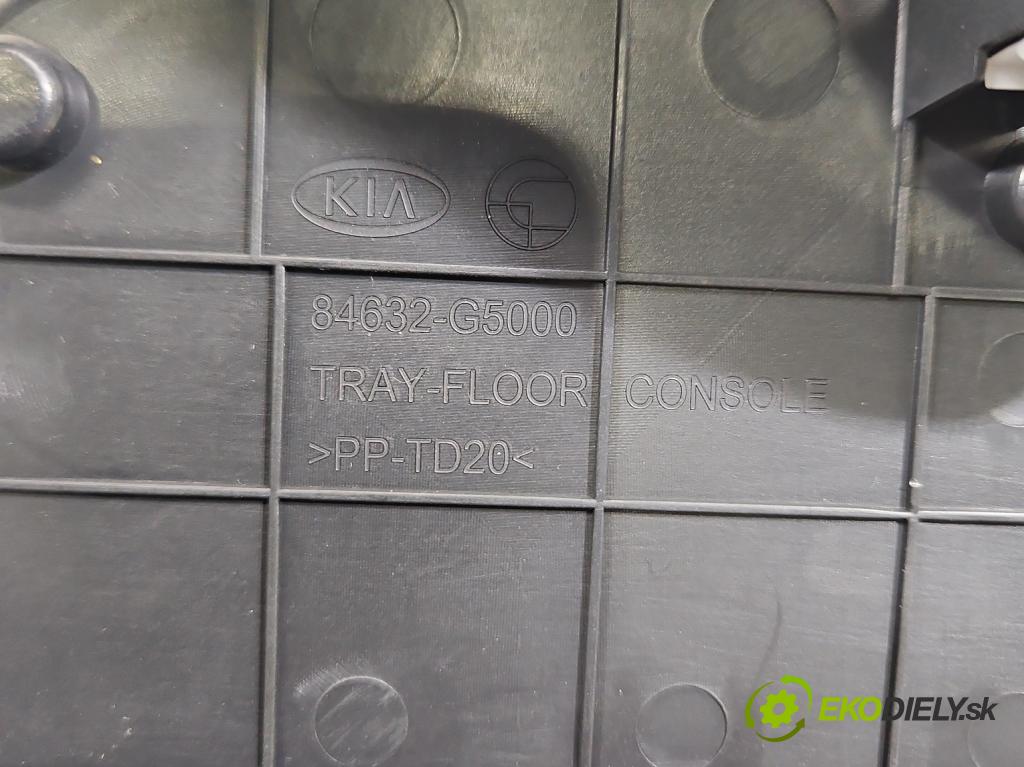 KIA
84632-G5000
TRAY-FLOOR CONSOLE
>PP-TD20<
EKODIELY.sk